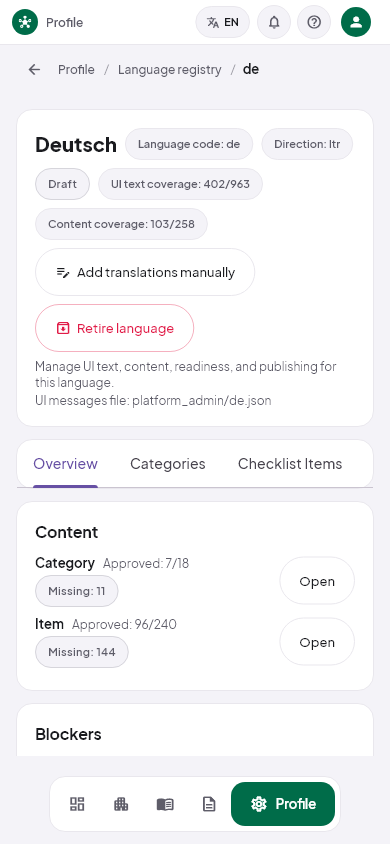 Profile
EN
Profile / Language registry / de
Deutsch
Language code: de
Direction: ltr
Draft
UI text coverage: 402/963
Content coverage: 103/258
Add translations manually
Retire language
Manage UI text, content, readiness, and publishing for
this language.
UI messages file: platform_admin/de.json
Overview
Categories
Checklist Items
Content
Category Approved: 7/18
Missing: 11
Open
Item Approved: 96/240
Missing: 144
Open
Blockers
Profile